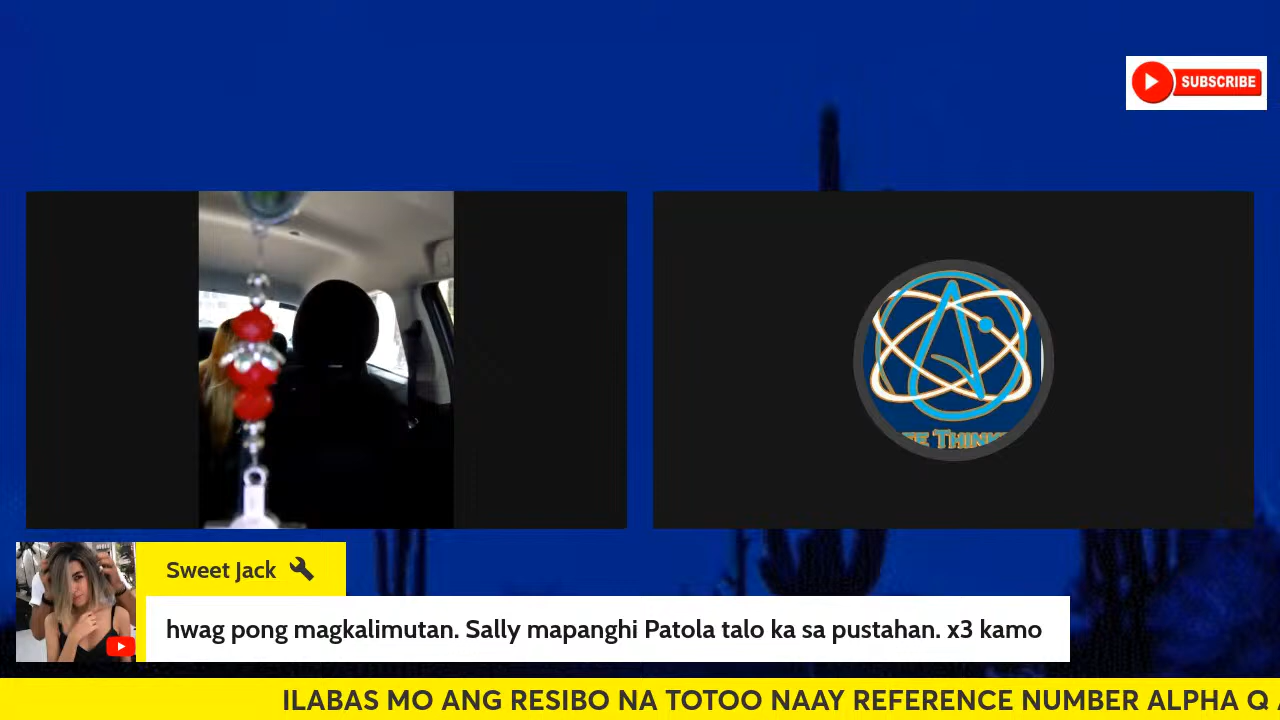 SUBSCRIBE
THINK
Sweet Jack
hwag pong magkalimutan. Sally mapanghi Patola talo ka sa pustahan. x3 kamo
ILABAS MO ANG RESIBO NA TOTOO NAAY REFERENCE NUMBER ALPHA Q